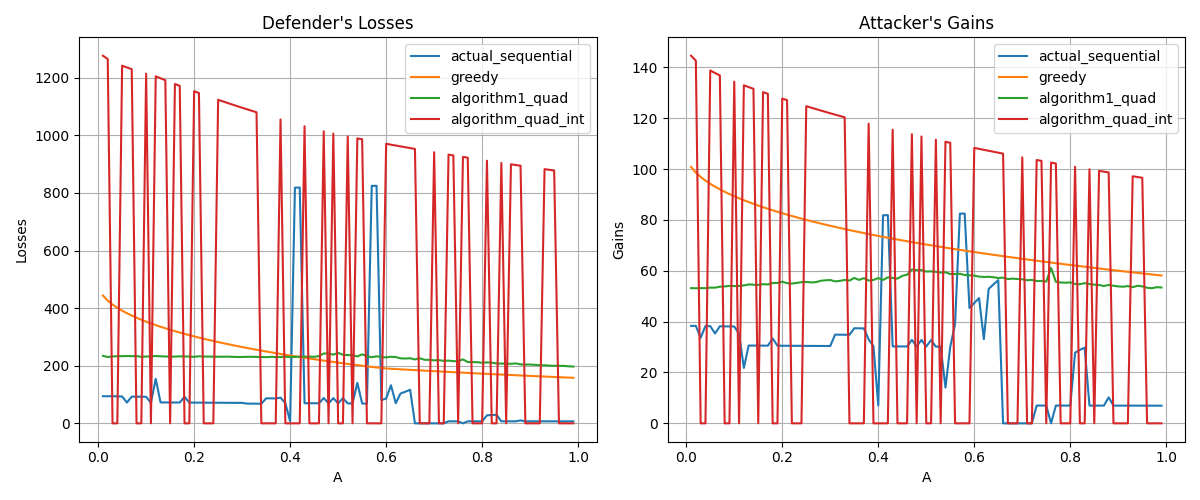 Defender's Losses
Losses
1200
1000
800
600
400
200
0
0.0 0.2 0.4 0.6 0.8 1.0
A
actual_sequential
greedy
algorithm1_quad
algorithm_quad_int
Attacker's Gains
Gains
140
120
100
80
60
40
20
0
0.0 0.2 0.4 0.6 0.8 1.0
A
actual_sequential
greedy
algorithm1_quad
algorithm_quad_int